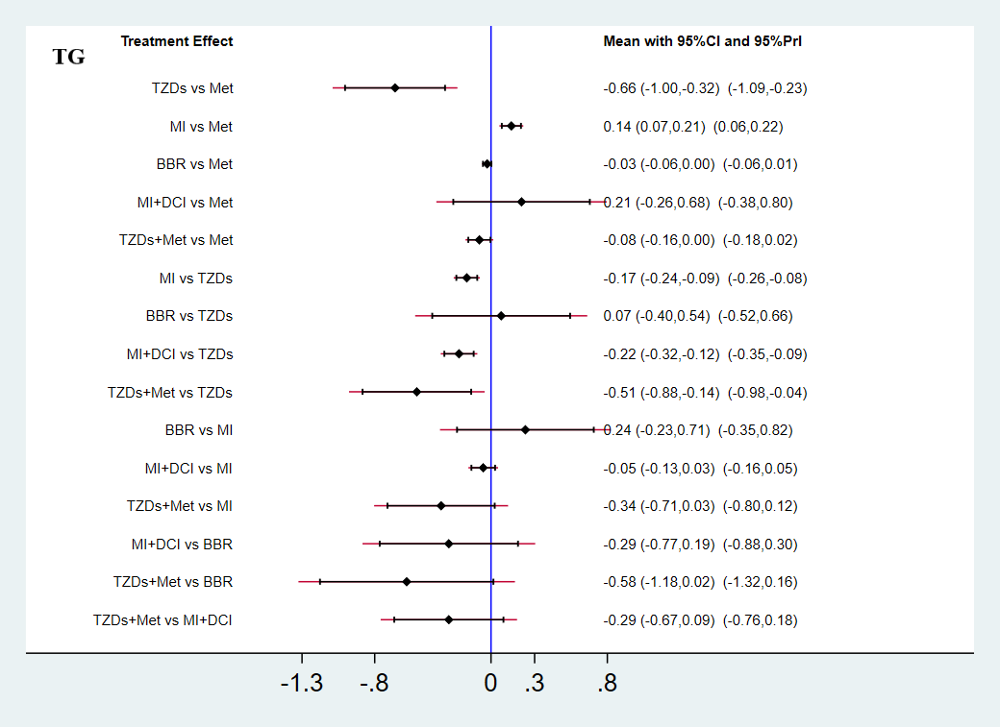 Treatment Effect Mean with 95%CI and 95%PrI
TG
TZDs vs Met -0.66 (-1.00,-0.32) (-1.09,-0.23)
MI vs Met 0.14 (0.07,0.21) (0.06,0.22)
BBR vs Met -0.03 (-0.06,0.00) (-0.06,0.01)
MI+DCI vs Met 0.21 (-0.26,0.68) (-0.38,0.80)
TZDs+Met vs Met -0.08 (-0.16,0.00) (-0.18,0.02)
MI vs TZDs -0.17 (-0.24,-0.09) (-0.26,-0.08)
BBR vs TZDs 0.07 (-0.40,0.54) (-0.52,0.66)
MI+DCI vs TZDs -0.22 (-0.32,-0.12) (-0.35,-0.09)
TZDs+Met vs TZDs -0.51 (-0.88,-0.14) (-0.98,-0.04)
BBR vs MI 0.24 (-0.23,0.71) (-0.35,0.82)
MI+DCI vs MI -0.05 (-0.13,0.03) (-0.16,0.05)
TZDs+Met vs MI -0.34 (-0.71,0.03) (-0.80,0.12)
MI+DCI vs BBR -0.29 (-0.77,0.19) (-0.88,0.30)
TZDs+Met vs BBR -0.58 (-1.18,0.02) (-1.32,0.16)
TZDs+Met vs MI+DCI -0.29 (-0.67,0.09) (-0.76,0.18)
-1.3 -.8 0 .3 .8